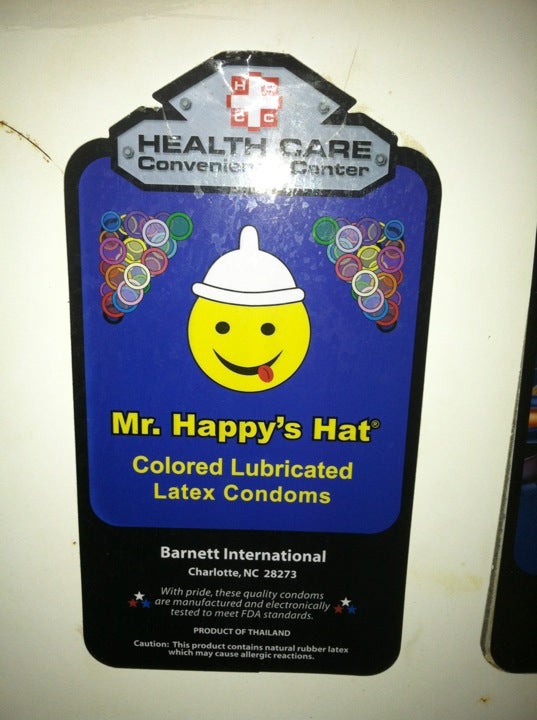 H C
C C
HEALTH CARE
Convenience Center
Mr. Happy's Hat®
Colored Lubricated
Latex Condoms
Barnett International
Charlotte, NC 28273
With pride, these quality condoms
are manufactured and electronically
tested to meet FDA standards.
PRODUCT OF THAILAND
Caution: This product contains natural rubber latex
which may cause allergic reactions.